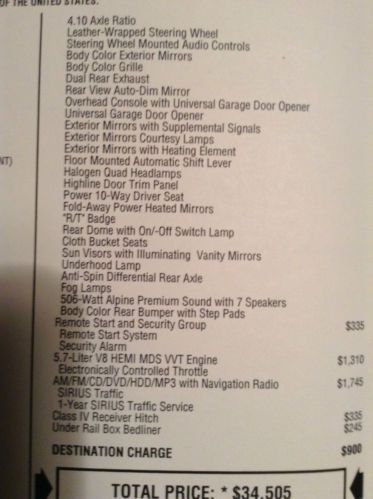 OF THE UNITED STATES.
4.10 Axle Ratio
Leather-Wrapped Steering Wheel
Steering Wheel Mounted Audio Controls
Body Color Exterior Mirrors
Body Color Grille
Dual Rear Exhaust
Rear View Auto-Dim Mirror
Overhead Console with Universal Garage Door Opener
Universal Garage Door Opener
Exterior Mirrors with Supplemental Signals
Exterior Mirrors Courtesy Lamps
Exterior Mirrors with Heating Element
NT) Floor Mounted Automatic Shift Lever
Halogen Quad Headlamps
Highline Door Trim Panel
Power 10-Way Driver Seat
Fold-Away Power Heated Mirrors
"R/T" Badge
Rear Dome with On/-Off Switch Lamp
Cloth Bucket Seats
Sun Visors with Illuminating Vanity Mirrors
Underhood Lamp
Anti-Spin Differential Rear Axle
Fog Lamps
506-Watt Alpine Premium Sound with 7 Speakers
Body Color Rear Bumper with Step Pads
Remote Start and Security Group $335
Remote Start System
Security Alarm
5.7-Liter V8 HEMI MDS VVT Engine $1,310
Electronically Controlled Throttle
AM/FM/CD/DVD/HDD/MP3 with Navigation Radio $1,745
SIRIUS Traffic
1-Year SIRIUS Traffic Service
Class IV Receiver Hitch $335
Under Rail Box Bedliner $245
DESTINATION CHARGE $900
TOTAL PRICE: * $34,505